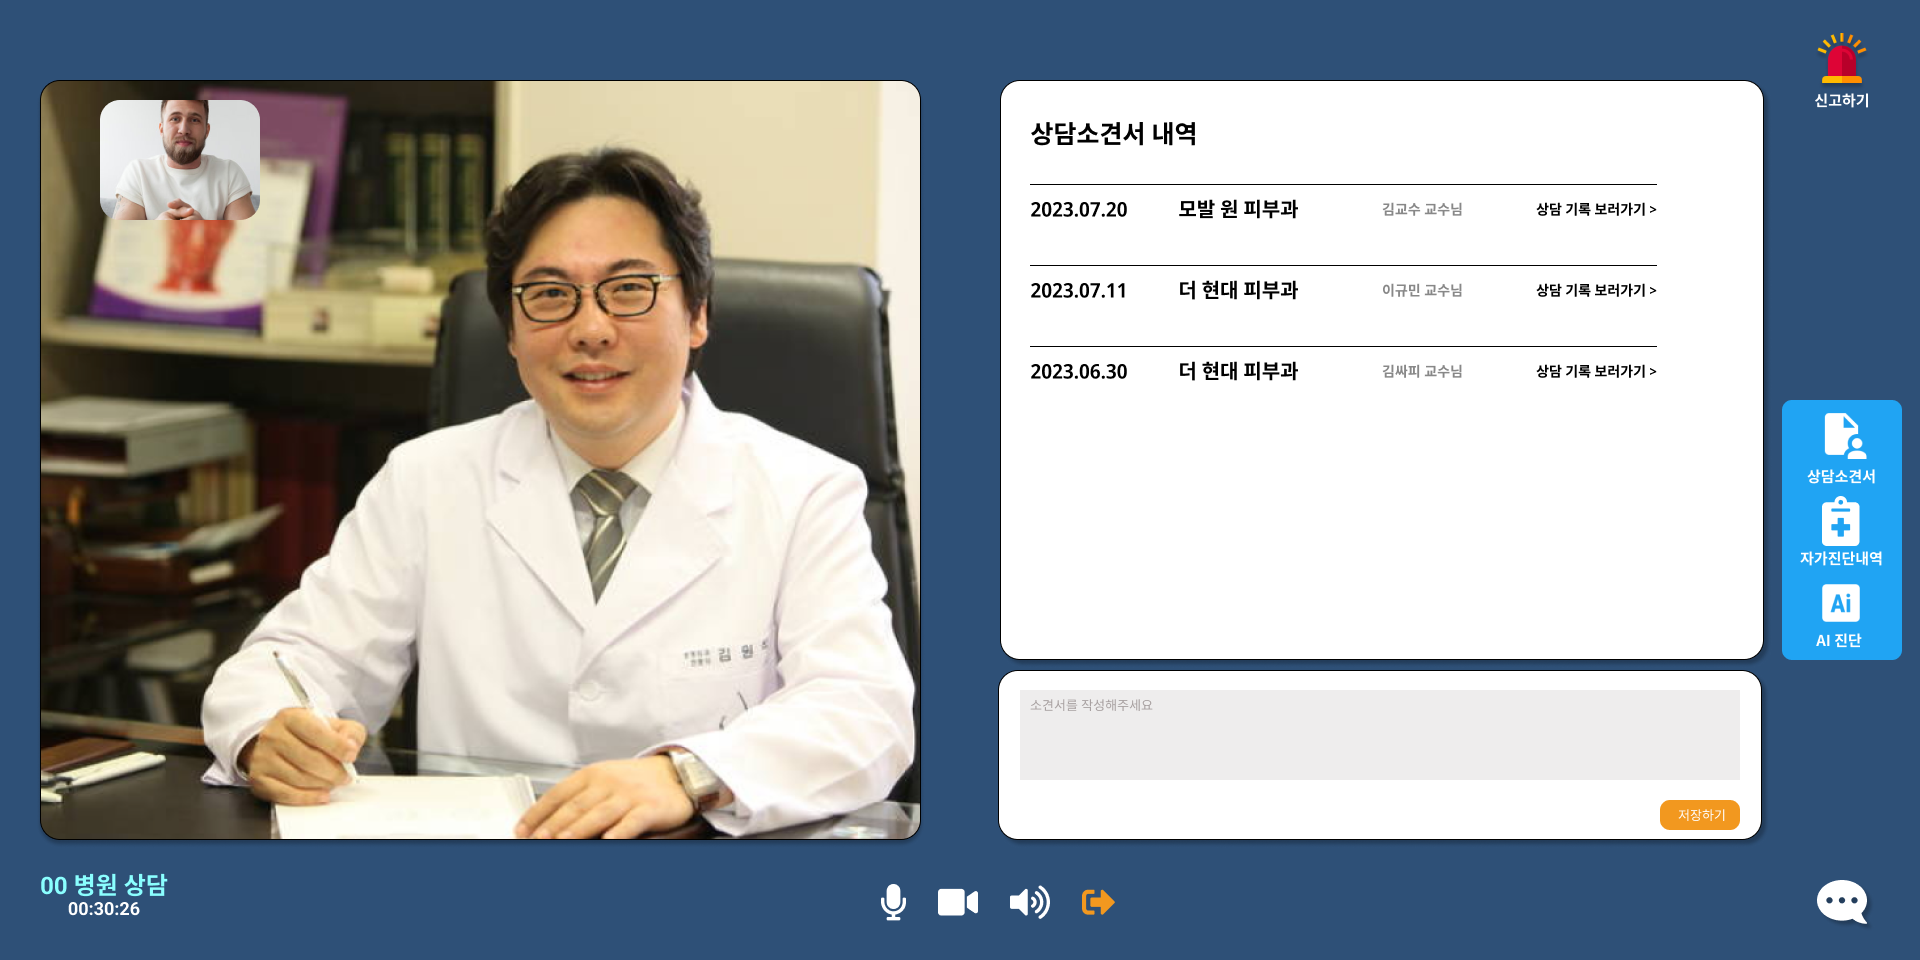 신고하기
상담소견서 내역
2023.07.20 모발 원 피부과 김교수 교수님 상담 기록 보러가기 >
2023.07.11 더 현대 피부과 이규민 교수님 상담 기록 보러가기 >
2023.06.30 더 현대 피부과 김싸피 교수님 상담 기록 보러가기 >
상담소견서
자가진단내역
Ai
AI 진단
김 원
소견서를 작성해주세요
저장하기
00 병원 상담
00:30:26